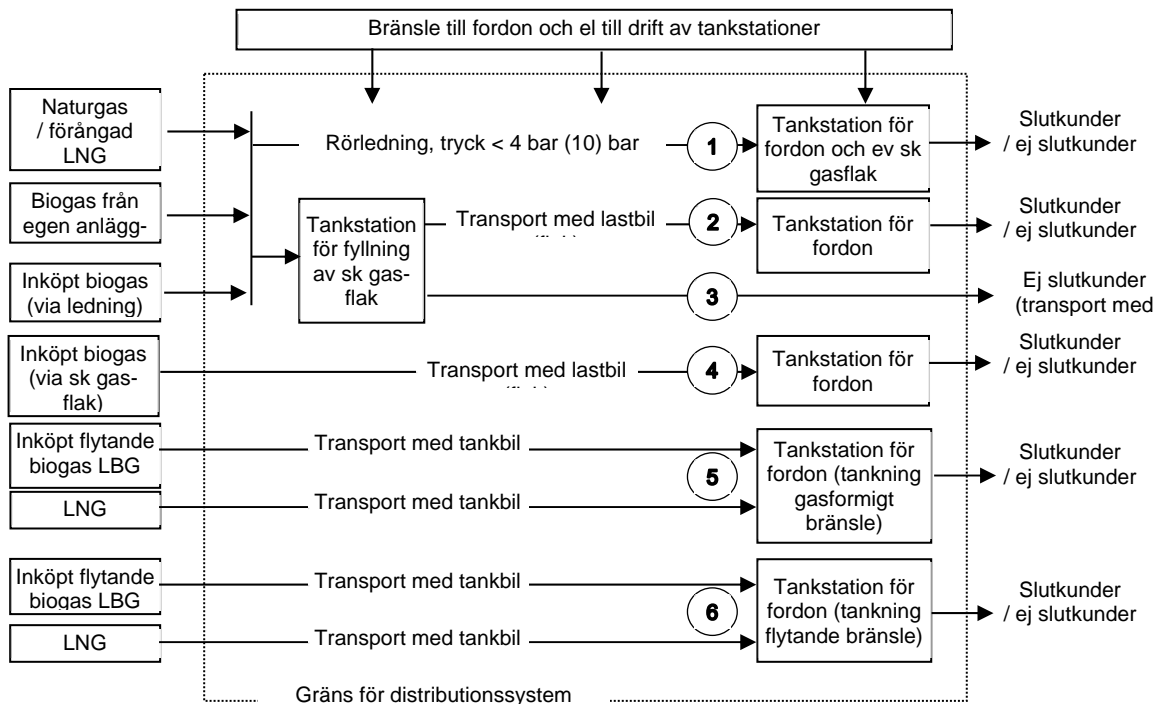 Bränsle till fordon och el till drift av tankstationer
Naturgas
/ förångad
LNG
Rörledning, tryck < 4 bar (10) bar
1
Tankstation för
fordon och ev sk
gasflak
Slutkunder
/ ej slutkunder
Biogas från
egen anlägg-
Tankstation
för fyllning
av sk gas-
flak
Transport med lastbil
2
Tankstation för
fordon
Slutkunder
/ ej slutkunder
Inköpt biogas
(via ledning)
3
Ej slutkunder
(transport med
Inköpt biogas
(via sk gas-
flak)
Transport med lastbil
4
Tankstation för
fordon
Slutkunder
/ ej slutkunder
Inköpt flytande
biogas LBG
Transport med tankbil
LNG
Transport med tankbil
5
Tankstation för
fordon (tankning
gasformigt
bränsle)
Slutkunder
/ ej slutkunder
Inköpt flytande
biogas LBG
Transport med tankbil
LNG
Transport med tankbil
6
Tankstation för
fordon (tankning
flytande bränsle)
Slutkunder
/ ej slutkunder
Gräns för distributionssystem